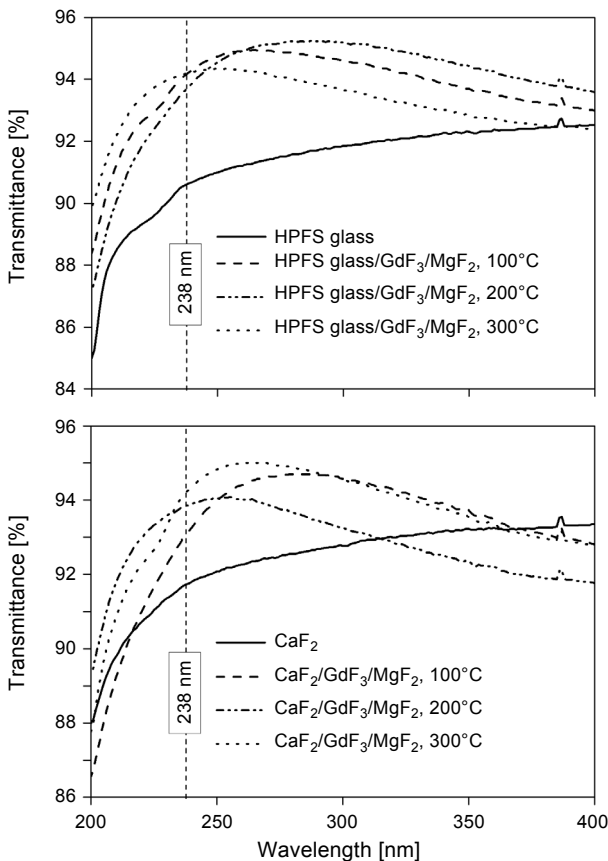 96
94
92
90
88
86
84
Transmittance [%]
238 nm
HPFS glass
HPFS glass/GdF₃/MgF₂, 100°C
HPFS glass/GdF₃/MgF₂, 200°C
HPFS glass/GdF₃/MgF₂, 300°C
96
94
92
90
88
86
Transmittance [%]
238 nm
CaF₂
CaF₂/GdF₃/MgF₂, 100°C
CaF₂/GdF₃/MgF₂, 200°C
CaF₂/GdF₃/MgF₂, 300°C
200 250 300 350 400
Wavelength [nm]